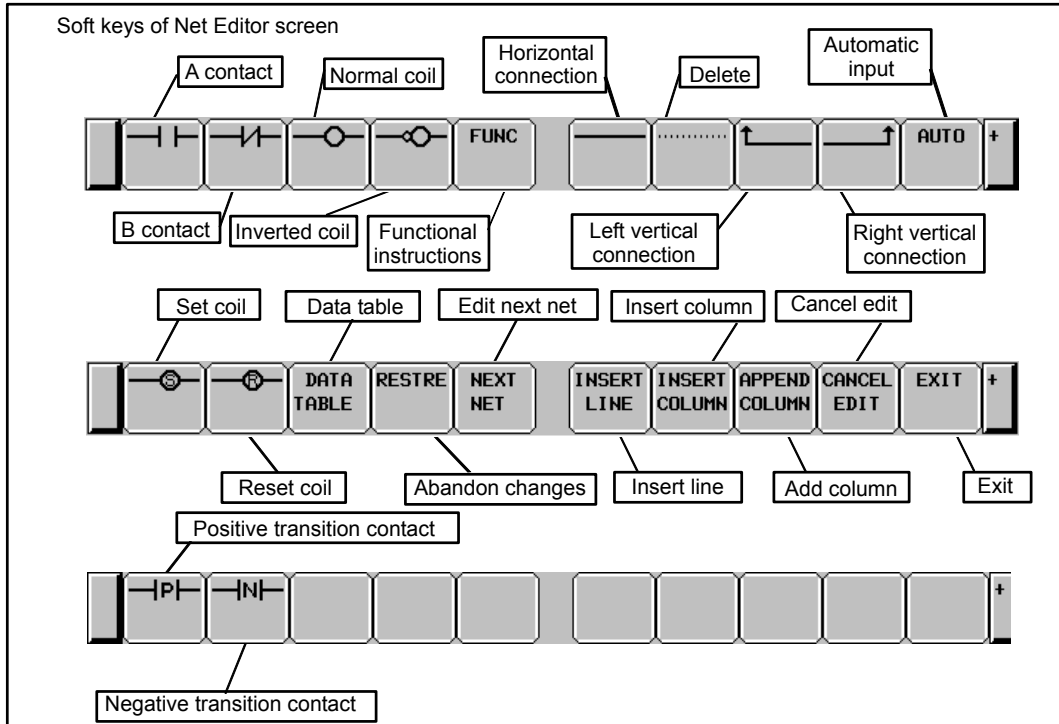 Soft keys of Net Editor screen
A contact
Normal coil
Horizontal
connection
Delete
Automatic
input
FUNC
AUTO
+
B contact
Inverted coil
Functional
instructions
Left vertical
connection
Right vertical
connection
Set coil
Data table
Edit next net
Insert column
Cancel edit
S
R
DATA
TABLE
RESTRE
NEXT
NET
INSERT
LINE
INSERT
COLUMN
APPEND
COLUMN
CANCEL
EDIT
EXIT
+
Reset coil
Abandon changes
Insert line
Add column
Exit
Positive transition contact
P
N
+
Negative transition contact